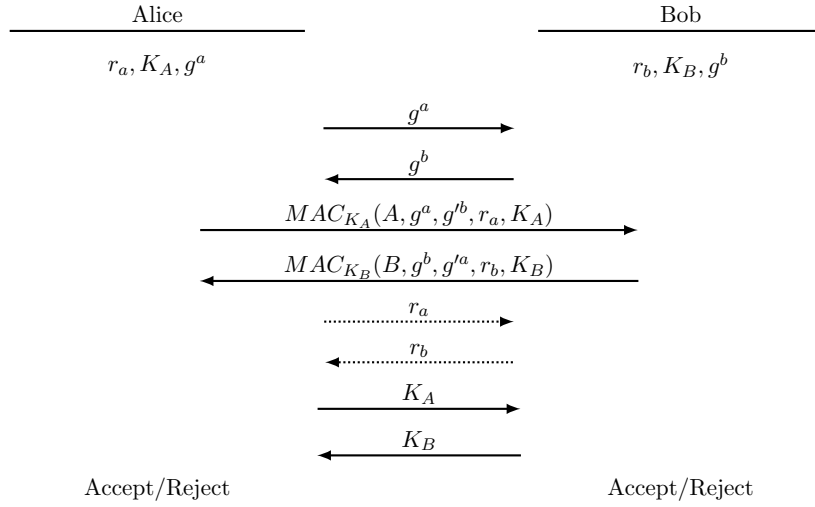 Alice Bob
r_a, K_A, g^a r_b, K_B, g^b
g^a
g^b
MAC_{K_A}(A, g^a, g'^b, r_a, K_A)
MAC_{K_B}(B, g^b, g'^a, r_b, K_B)
r_a
r_b
K_A
K_B
Accept/Reject Accept/Reject